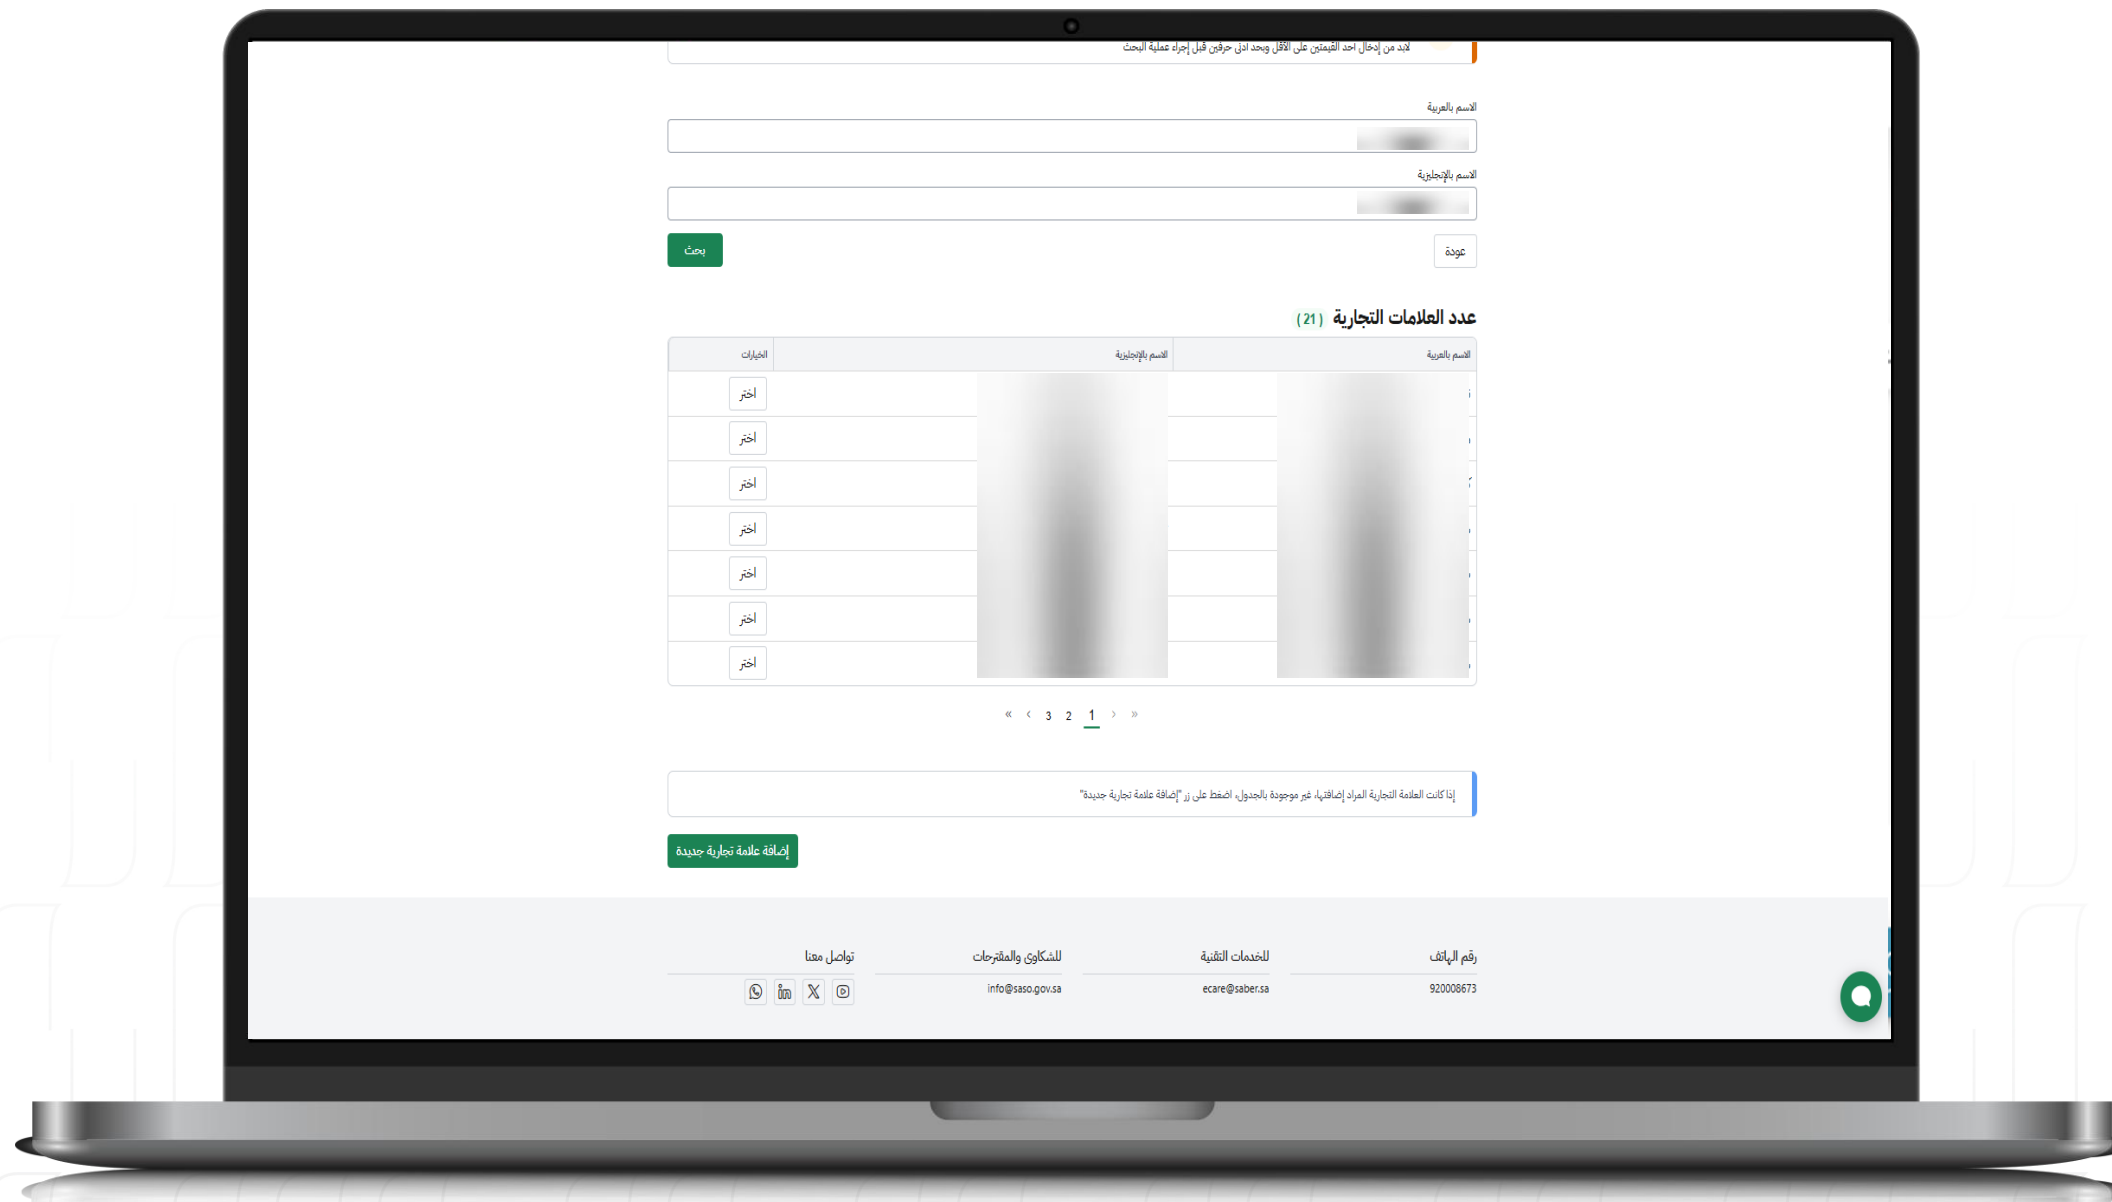 لابد من إدخال أحد القيمتين على الأقل وبحد أدنى حرفين قبل إجراء عملية البحث
الاسم بالعربية
الاسم بالإنجليزية
عودة
بحث
عدد العلامات التجارية (21)
الاسم بالعربية الاسم بالإنجليزية الخيارات
اختر
اختر
اختر
اختر
اختر
اختر
اختر
« ‹ 1 2 3 › »
إذا كانت العلامة التجارية المراد إضافتها، غير موجودة بالجدول، اضغط على زر "إضافة علامة تجارية جديدة"
إضافة علامة تجارية جديدة
رقم الهاتف
920008673
للخدمات التقنية
ecare@saber.sa
للشكاوى والمقترحات
info@saso.gov.sa
تواصل معنا